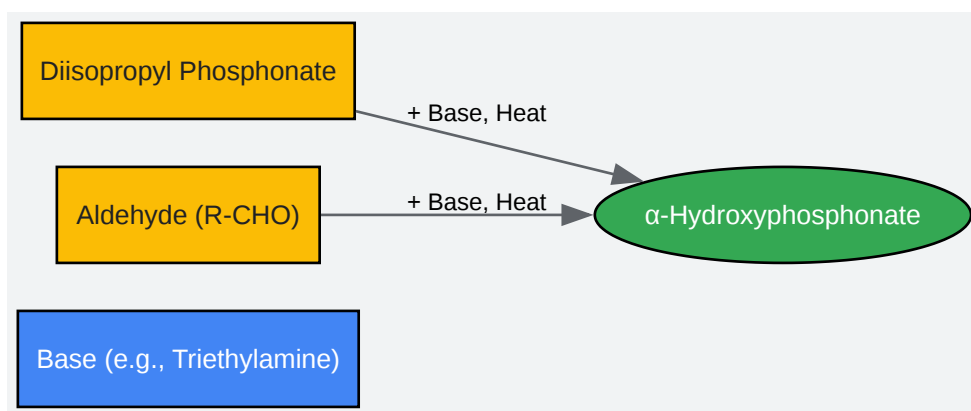 Diisopropyl Phosphonate
+ Base, Heat
Aldehyde (R-CHO)
+ Base, Heat
α-Hydroxyphosphonate
Base (e.g., Triethylamine)